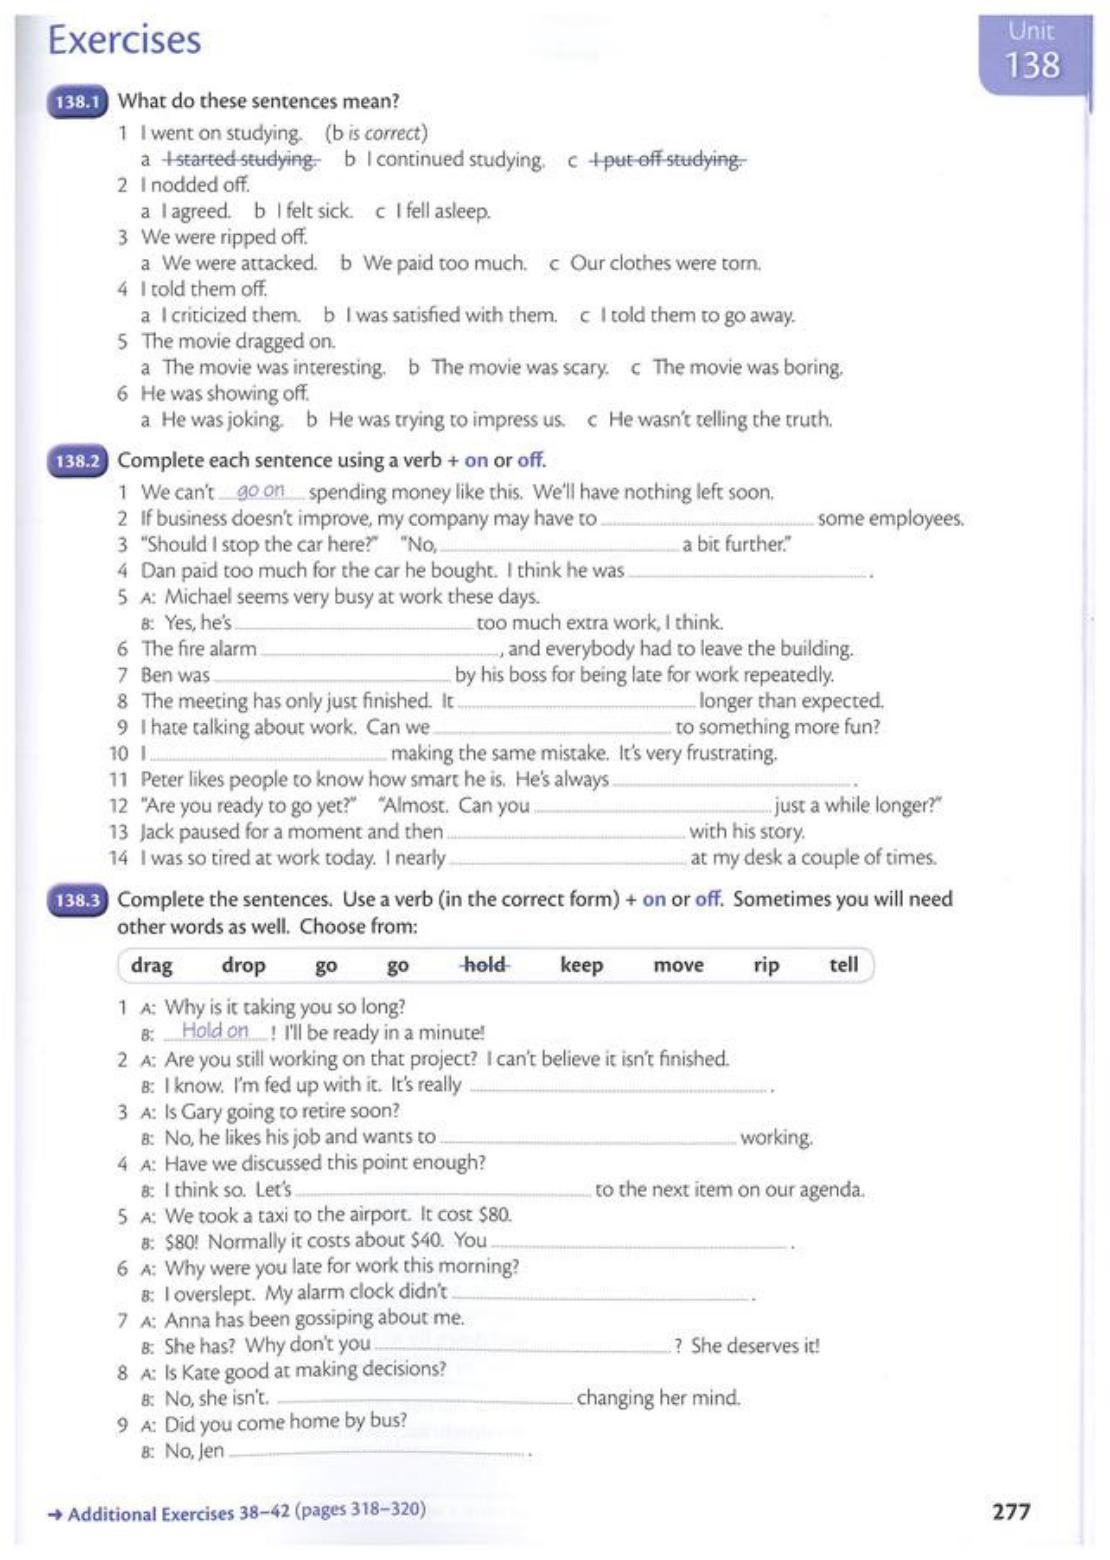 Exercises
Unit
138
138.1 What do these sentences mean?
1 I went on studying. (b is correct)
a I started studying. b I continued studying. c I put off studying.
2 I nodded off.
a I agreed. b I felt sick. c I fell asleep.
3 We were ripped off.
a We were attacked. b We paid too much. c Our clothes were torn.
4 I told them off.
a I criticized them. b I was satisfied with them. c I told them to go away.
5 The movie dragged on.
a The movie was interesting. b The movie was scary. c The movie was boring.
6 He was showing off.
a He was joking. b He was trying to impress us. c He wasn't telling the truth.
138.2 Complete each sentence using a verb + on or off.
1 We can't go on spending money like this. We'll have nothing left soon.
2 If business doesn't improve, my company may have to some employees.
3 "Should I stop the car here?" "No, a bit further."
4 Dan paid too much for the car he bought. I think he was .
5 A: Michael seems very busy at work these days.
B: Yes, he's too much extra work, I think.
6 The fire alarm , and everybody had to leave the building.
7 Ben was by his boss for being late for work repeatedly.
8 The meeting has only just finished. It longer than expected.
9 I hate talking about work. Can we to something more fun?
10 I making the same mistake. It's very frustrating.
11 Peter likes people to know how smart he is. He's always .
12 "Are you ready to go yet?" "Almost. Can you just a while longer?"
13 Jack paused for a moment and then with his story.
14 I was so tired at work today. I nearly at my desk a couple of times.
138.3 Complete the sentences. Use a verb (in the correct form) + on or off. Sometimes you will need
other words as well. Choose from:
drag drop go go hold keep move rip tell
1 A: Why is it taking you so long?
B: Hold on ! I'll be ready in a minute!
2 A: Are you still working on that project? I can't believe it isn't finished.
B: I know. I'm fed up with it. It's really .
3 A: Is Gary going to retire soon?
B: No, he likes his job and wants to working.
4 A: Have we discussed this point enough?
B: I think so. Let's to the next item on our agenda.
5 A: We took a taxi to the airport. It cost $80.
B: $80! Normally it costs about $40. You .
6 A: Why were you late for work this morning?
B: I overslept. My alarm clock didn't .
7 A: Anna has been gossiping about me.
B: She has? Why don't you ? She deserves it!
8 A: Is Kate good at making decisions?
B: No, she isn't. changing her mind.
9 A: Did you come home by bus?
B: No, Jen .
→ Additional Exercises 38–42 (pages 318–320)
277